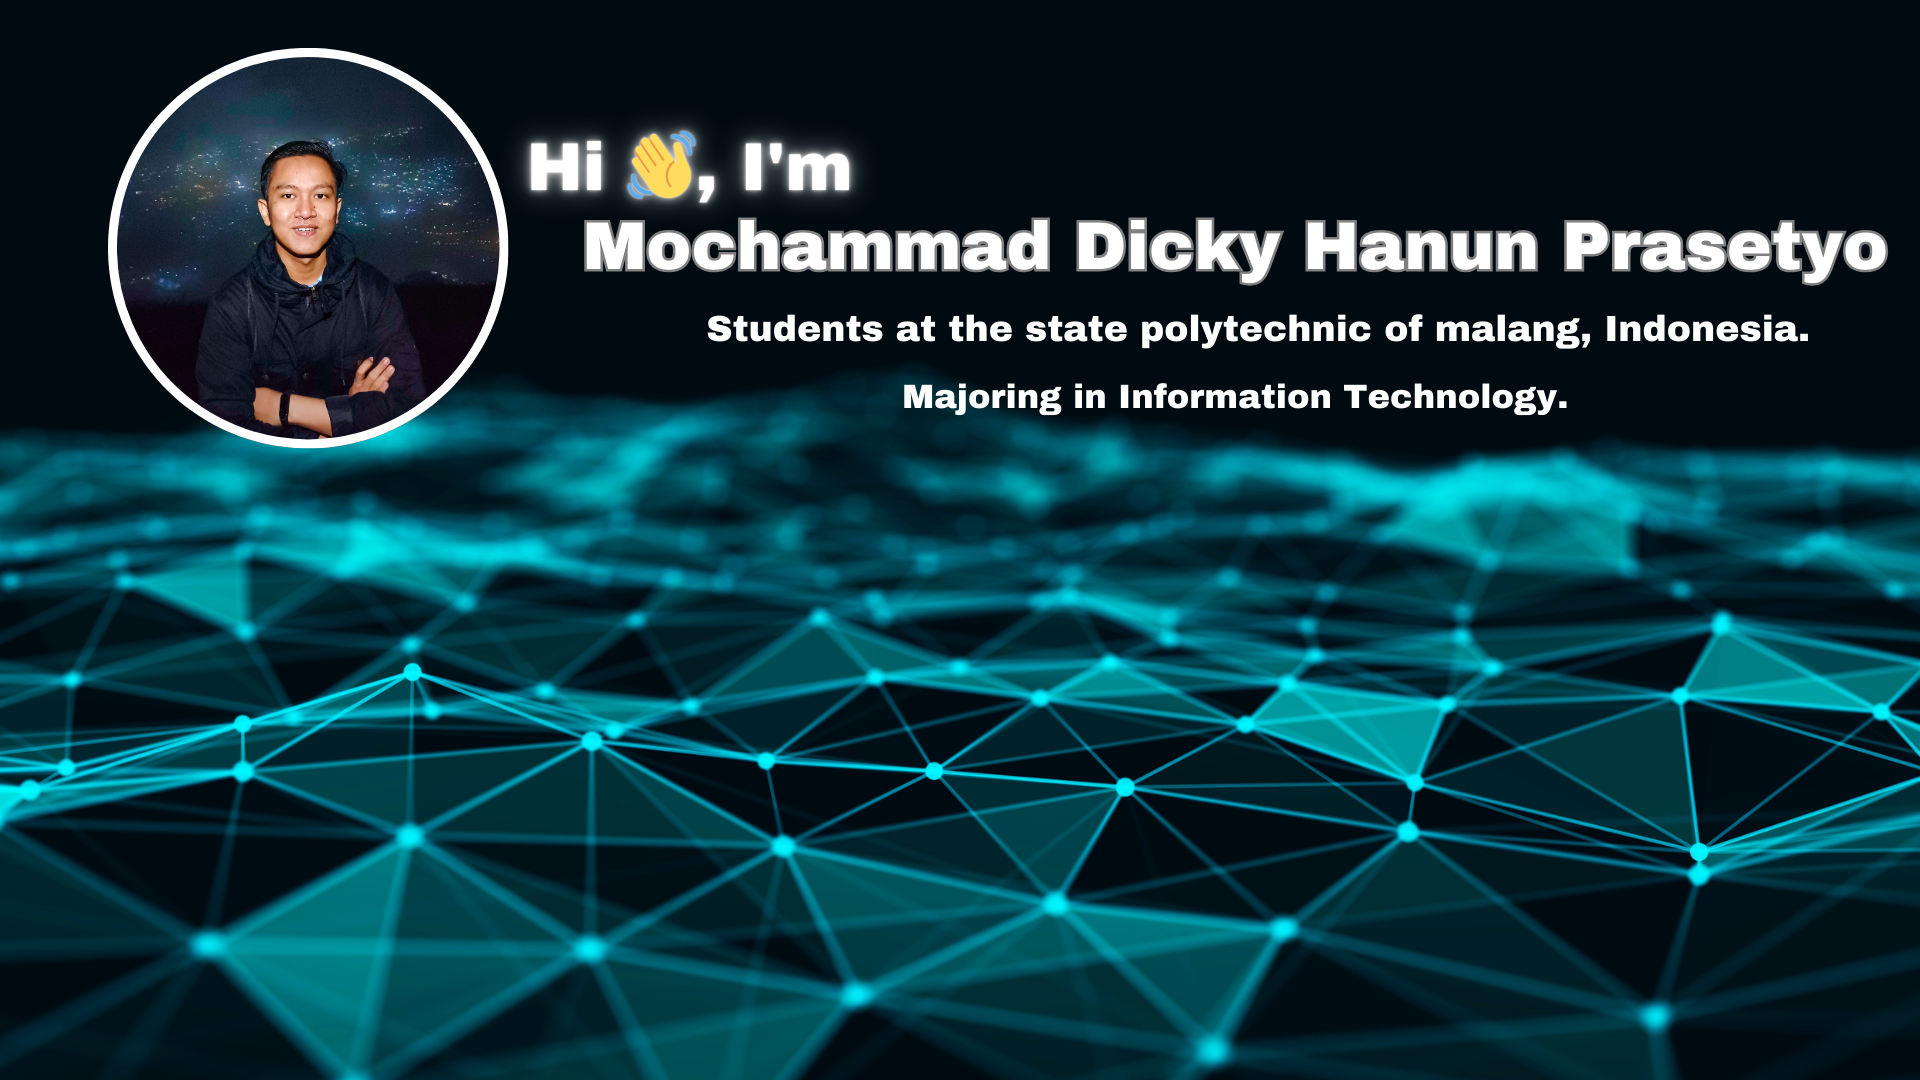 Hi 👋, I'm
Mochammad Dicky Hanun Prasetyo
Students at the state polytechnic of malang, Indonesia.
Majoring in Information Technology.